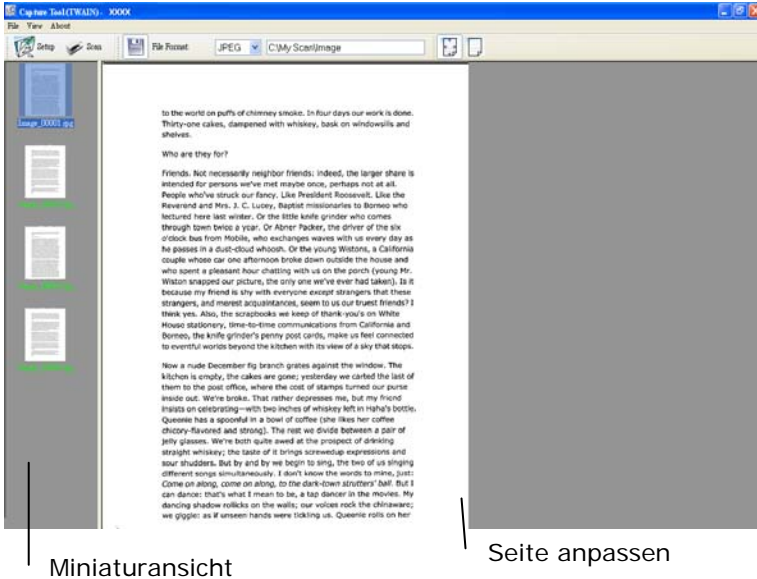 Capture Tool (TWAIN) - XXXX
File View About
Setup Scan File Format JPEG C:\My Scan\Image
Image_00001.jpg
to the world on puffs of chimney smoke. In four days our work is done.
Thirty-one cakes, dampened with whiskey, bask on windowsills and
shelves.
Who are they for?
Friends. Not necessarily neighbor friends: indeed, the larger share is
intended for persons we've met maybe once, perhaps not at all.
People who've struck our fancy. Like President Roosevelt. Like the
Reverend and Mrs. J. C. Lucey, Baptist missionaries to Borneo who
lectured here last winter. Or the little knife grinder who comes
through town twice a year. Or Abner Packer, the driver of the six
o'clock bus from Mobile, who exchanges waves with us every day as
he passes in a dust-cloud whoosh. Or the young Wistons, a California
couple whose car one afternoon broke down outside the house and
who spent a pleasant hour chatting with us on the porch (young Mr.
Wiston snapped our picture, the only one we've ever had taken). Is it
because my friend is shy with everyone except strangers that these
strangers, and merest acquaintances, seem to us our truest friends? I
think yes. Also, the scrapbooks we keep of thank-you's on White
House stationery, time-to-time communications from California and
Borneo, the knife grinder's penny post cards, make us feel connected
to eventful worlds beyond the kitchen with its view of a sky that stops.
Now a nude December fig branch grates against the window. The
kitchen is empty, the cakes are gone; yesterday we carted the last of
them to the post office, where the cost of stamps turned our purse
inside out. We're broke. That rather depresses me, but my friend
insists on celebrating—with two inches of whiskey left in Haha's bottle.
Queenie has a spoonful in a bowl of coffee (she likes her coffee
chicory-flavored and strong). The rest we divide between a pair of
jelly glasses. We're both quite awed at the prospect of drinking
straight whiskey; the taste of it brings screwedup expressions and
sour shudders. But by and by we begin to sing, the two of us singing
different songs simultaneously. I don't know the words to mine, just:
Come on along, come on along, to the dark-town strutters' ball. But I
can dance: that's what I mean to be, a tap dancer in the movies. My
dancing shadow rollicks on the walls; our voices rock the chinaware;
we giggle: as if unseen hands were tickling us. Queenie rolls on her
Miniaturansicht
Seite anpassen